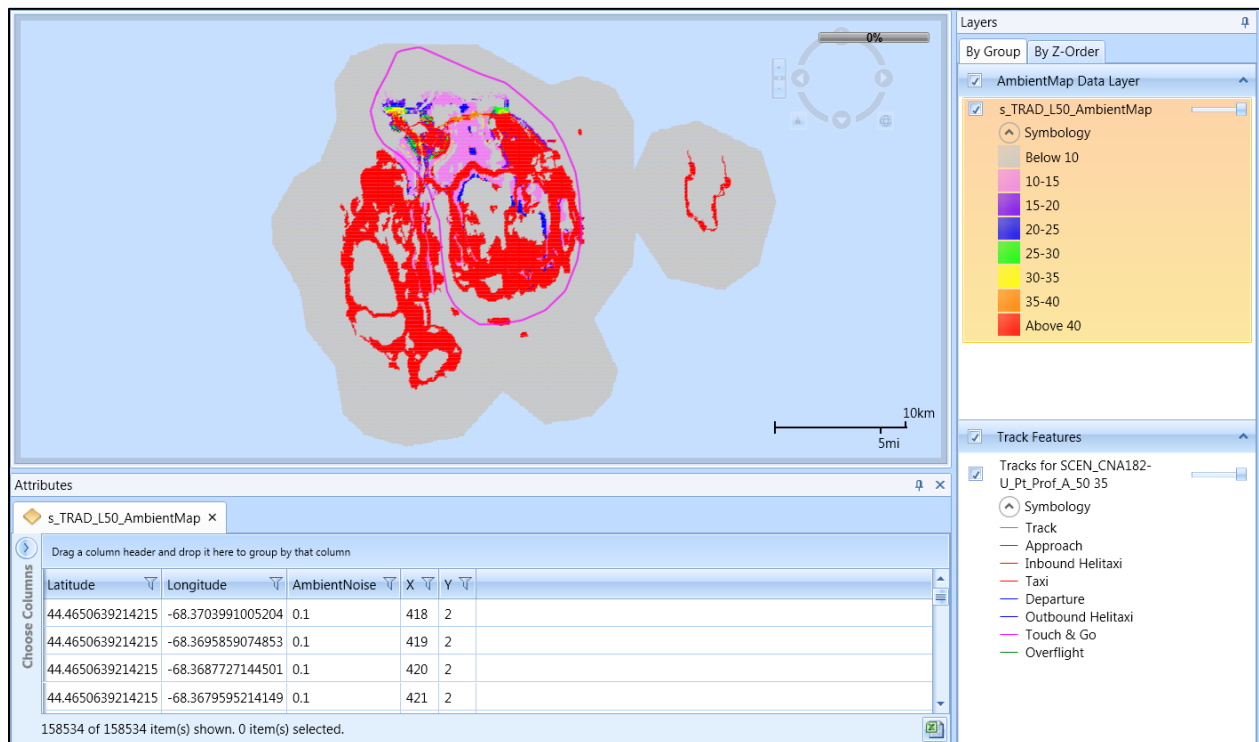 0%
10km
5mi
Layers
By Group By Z-Order
AmbientMap Data Layer
s_TRAD_L50_AmbientMap
Symbology
Below 10
10-15
15-20
20-25
25-30
30-35
35-40
Above 40
Track Features
Tracks for SCEN_CNA182-
U_Pt_Prof_A_50 35
Symbology
Track
Approach
Inbound Helitaxi
Taxi
Departure
Outbound Helitaxi
Touch & Go
Overflight
Attributes
s_TRAD_L50_AmbientMap
Choose Columns
Drag a column header and drop it here to group by that column
Latitude Longitude AmbientNoise X Y
44.4650639214215 -68.3703991005204 0.1 418 2
44.4650639214215 -68.3695859074853 0.1 419 2
44.4650639214215 -68.3687727144501 0.1 420 2
44.4650639214215 -68.3679595214149 0.1 421 2
158534 of 158534 item(s) shown. 0 item(s) selected.